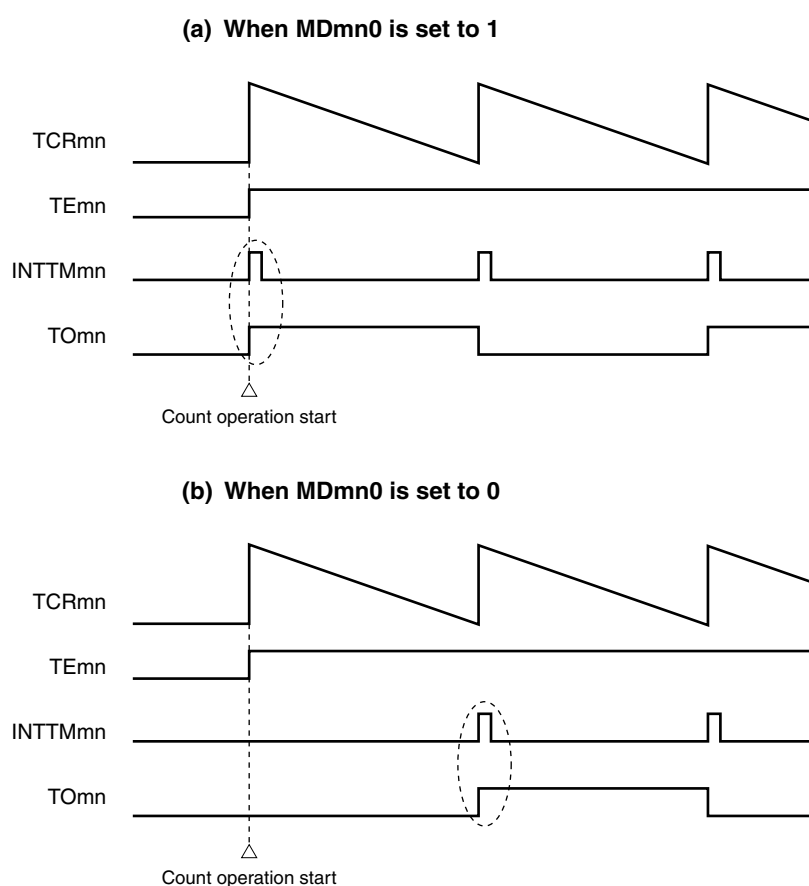 (a) When MDmn0 is set to 1
TCRmn
TEmn
INTTMmn
TOmn
Count operation start
(b) When MDmn0 is set to 0
TCRmn
TEmn
INTTMmn
TOmn
Count operation start